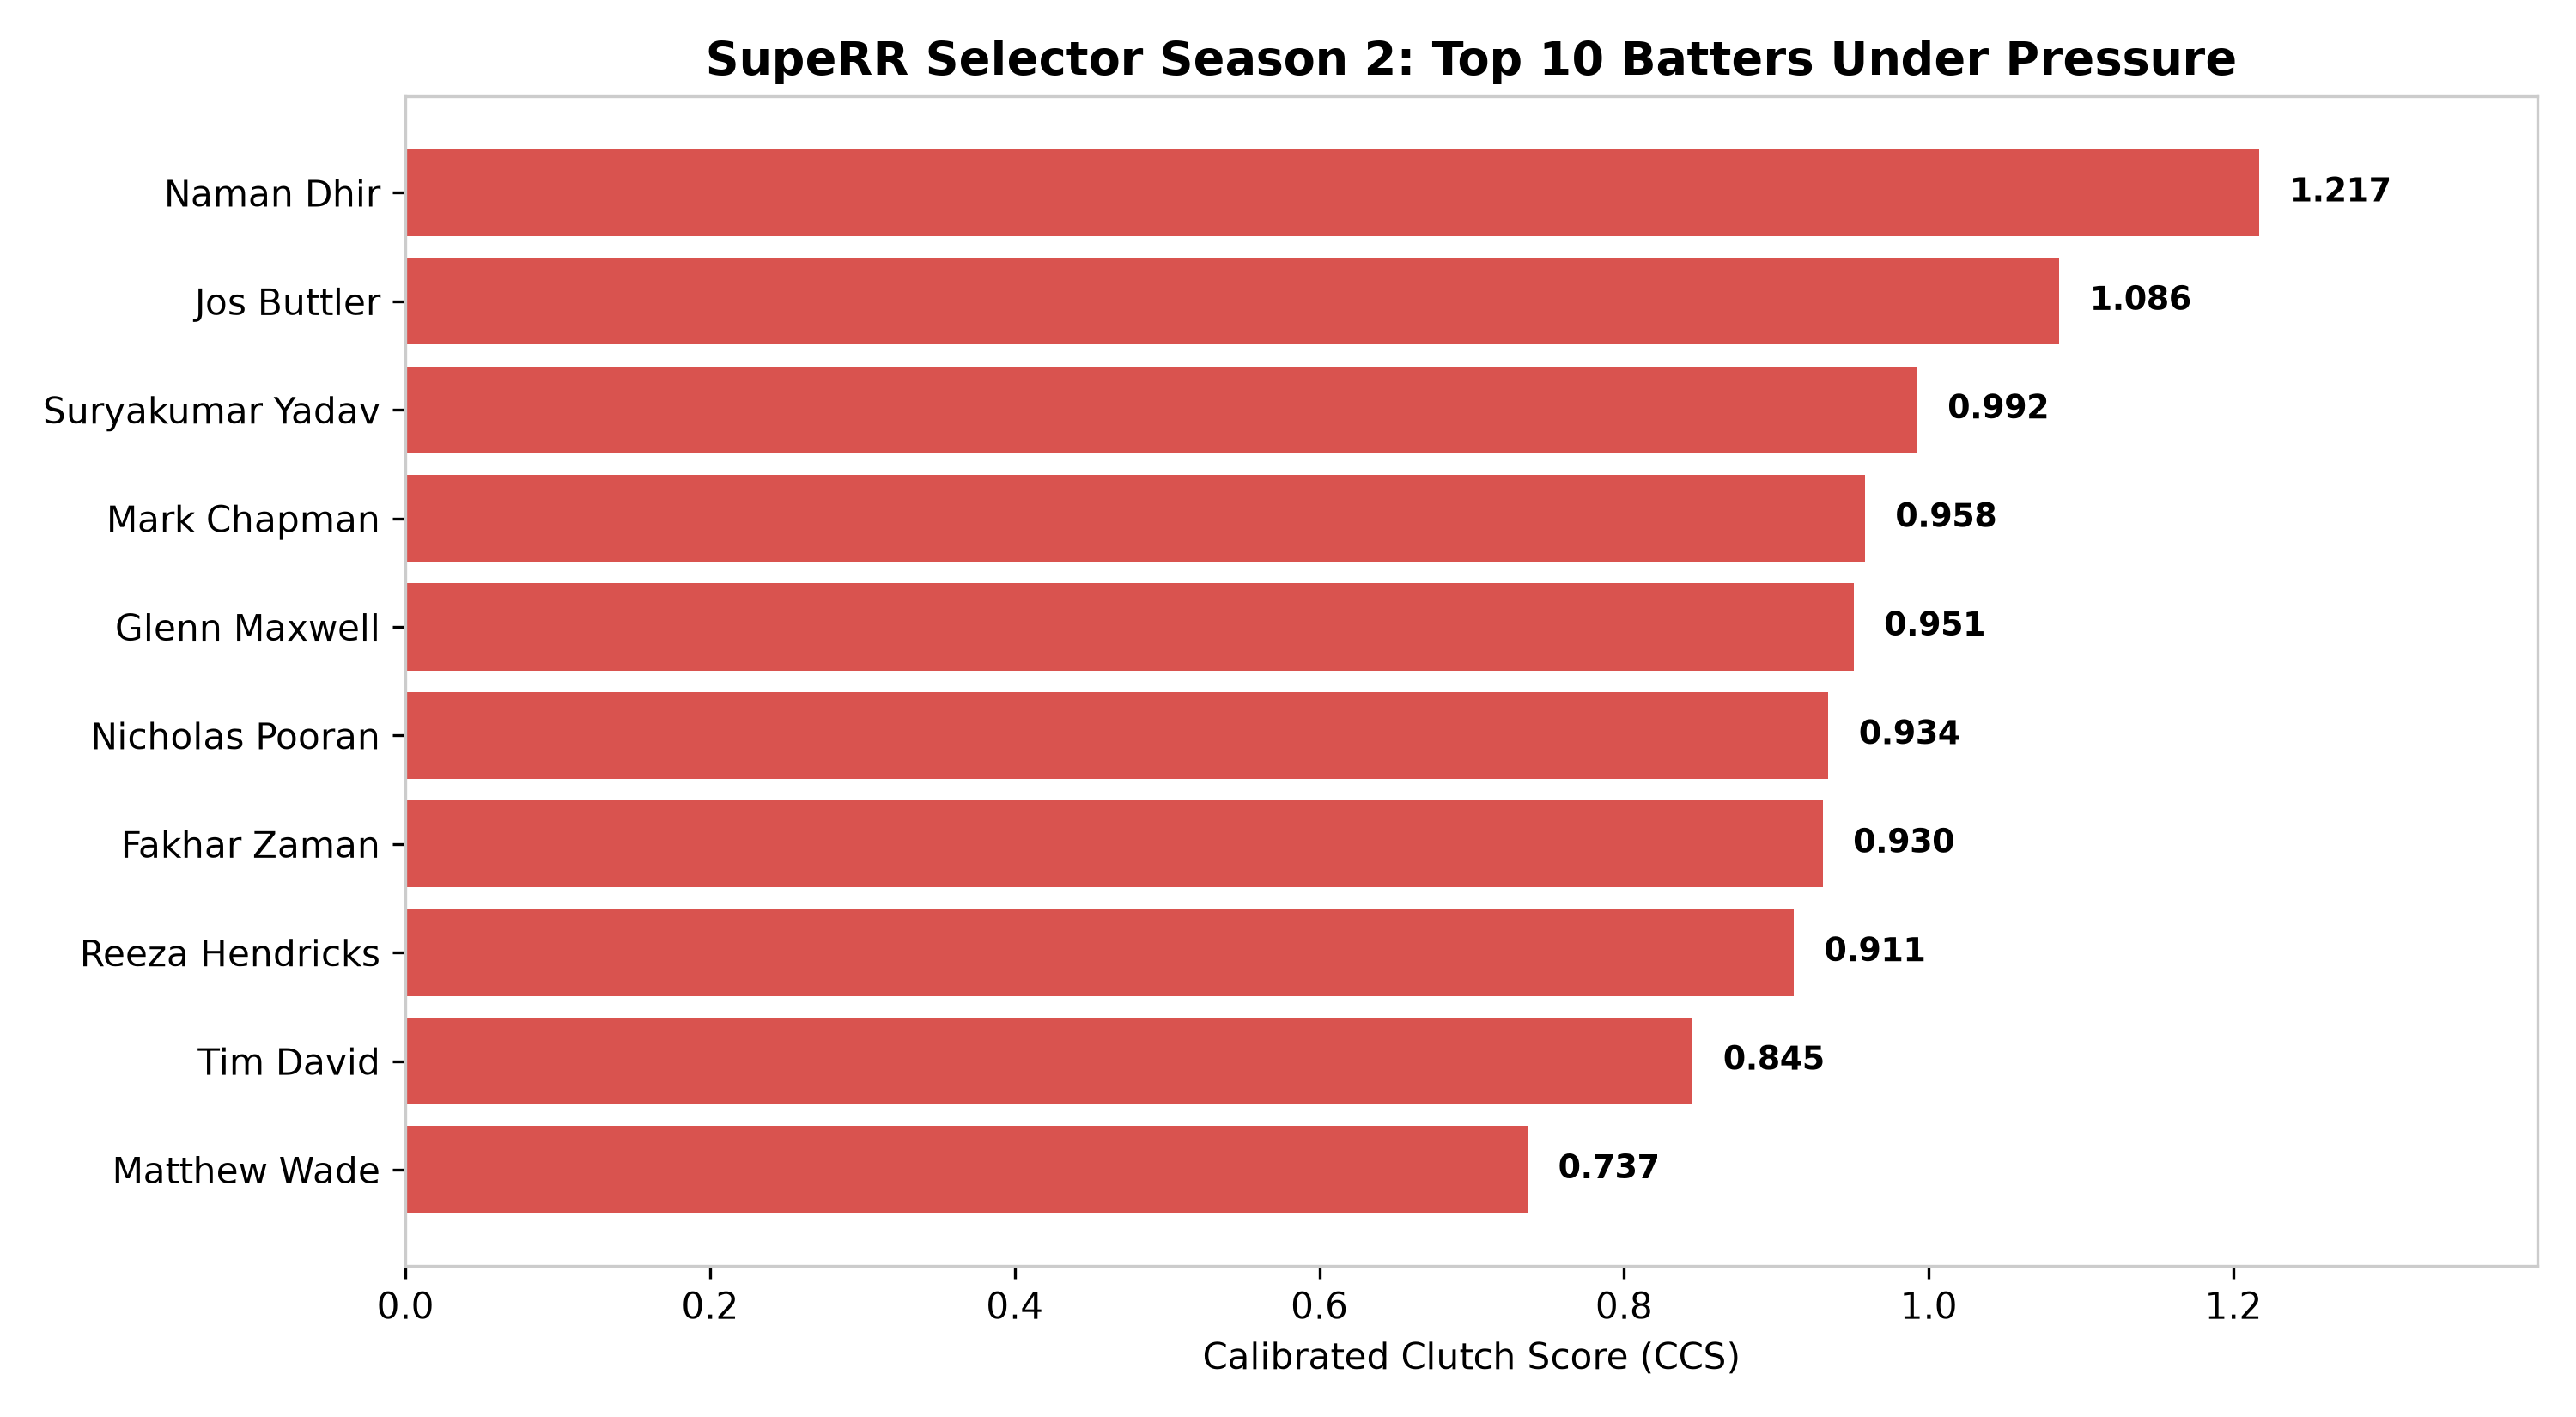 SupeRR Selector Season 2: Top 10 Batters Under Pressure
Naman Dhir 1.217
Jos Buttler 1.086
Suryakumar Yadav 0.992
Mark Chapman 0.958
Glenn Maxwell 0.951
Nicholas Pooran 0.934
Fakhar Zaman 0.930
Reeza Hendricks 0.911
Tim David 0.845
Matthew Wade 0.737
0.0 0.2 0.4 0.6 0.8 1.0 1.2
Calibrated Clutch Score (CCS)